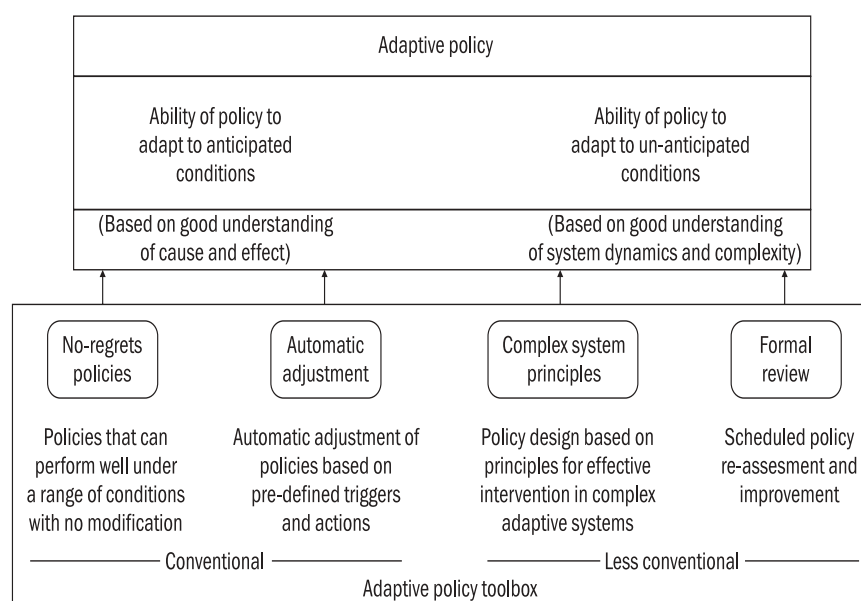 Adaptive policy
Ability of policy to
adapt to anticipated
conditions
Ability of policy to
adapt to un-anticipated
conditions
(Based on good understanding
of cause and effect)
(Based on good understanding
of system dynamics and complexity)
No-regrets
policies
Automatic
adjustment
Complex system
principles
Formal
review
Policies that can
perform well under
a range of conditions
with no modification
Automatic adjustment of
policies based on
pre-defined triggers
and actions
Policy design based on
principles for effective
intervention in complex
adaptive systems
Scheduled policy
re-assesment and
improvement
Conventional
Less conventional
Adaptive policy toolbox